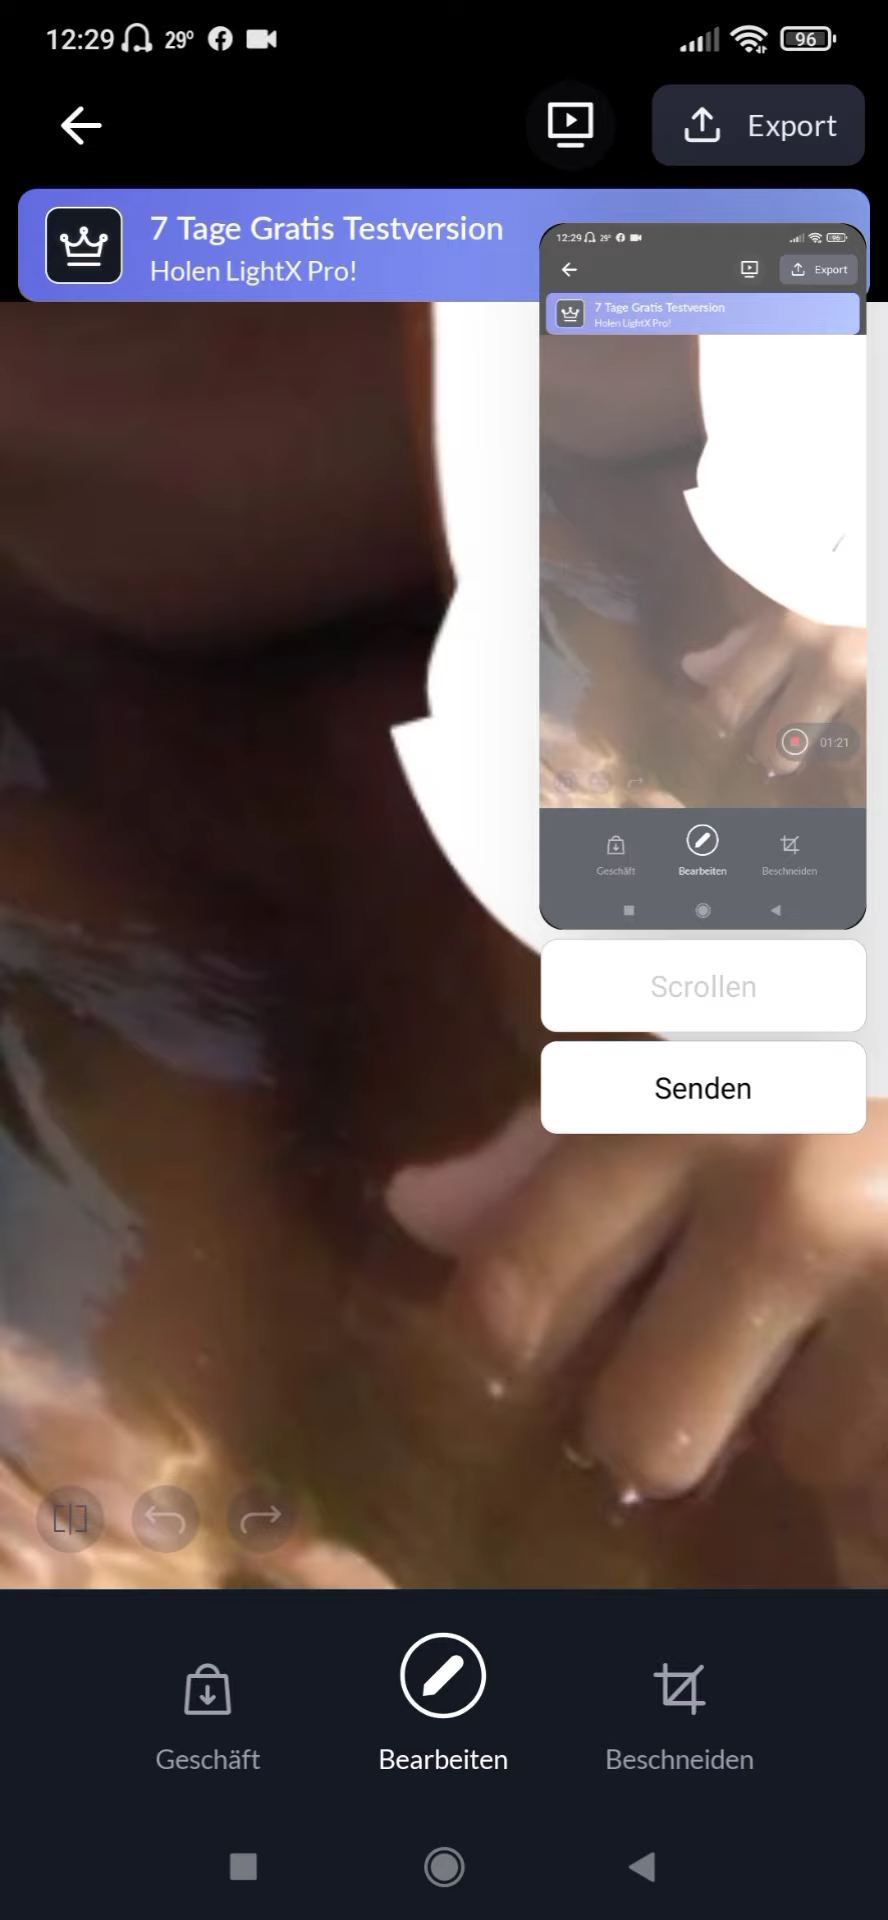 12:29 29° 96
Export
7 Tage Gratis Testversion
Holen LightX Pro!
12:29 29° 96
Export
7 Tage Gratis Testversion
Holen LightX Pro!
01:21
Geschäft Bearbeiten Beschneiden
Scrollen
Senden
Geschäft Bearbeiten Beschneiden